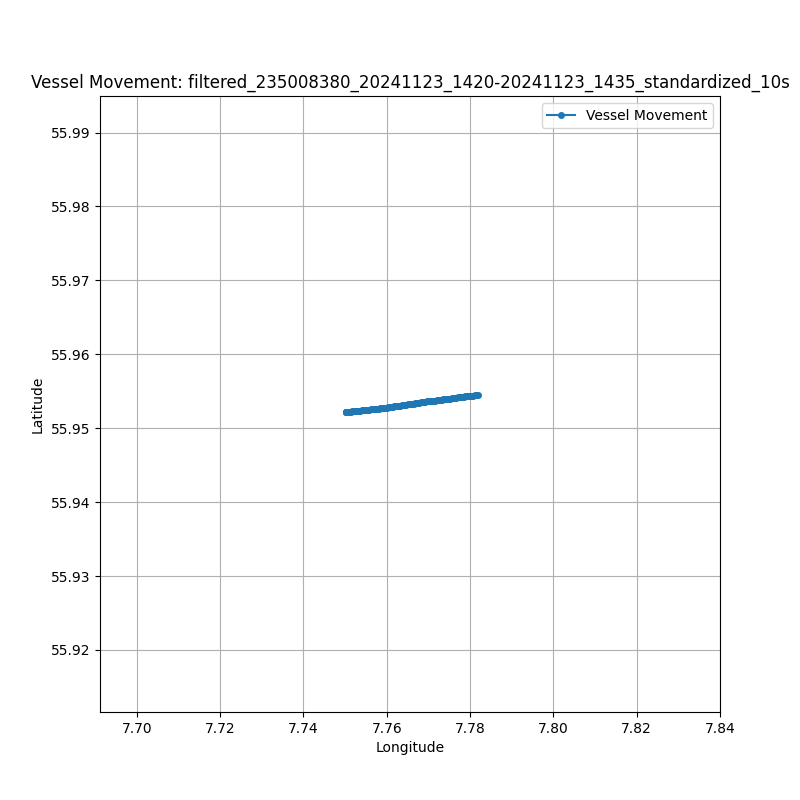 Vessel Movement: filtered_235008380_20241123_1420-20241123_1435_standardized_10s
Vessel Movement
55.99
55.98
55.97
55.96
55.95
55.94
55.93
55.92
Latitude
7.70 7.72 7.74 7.76 7.78 7.80 7.82 7.84
Longitude